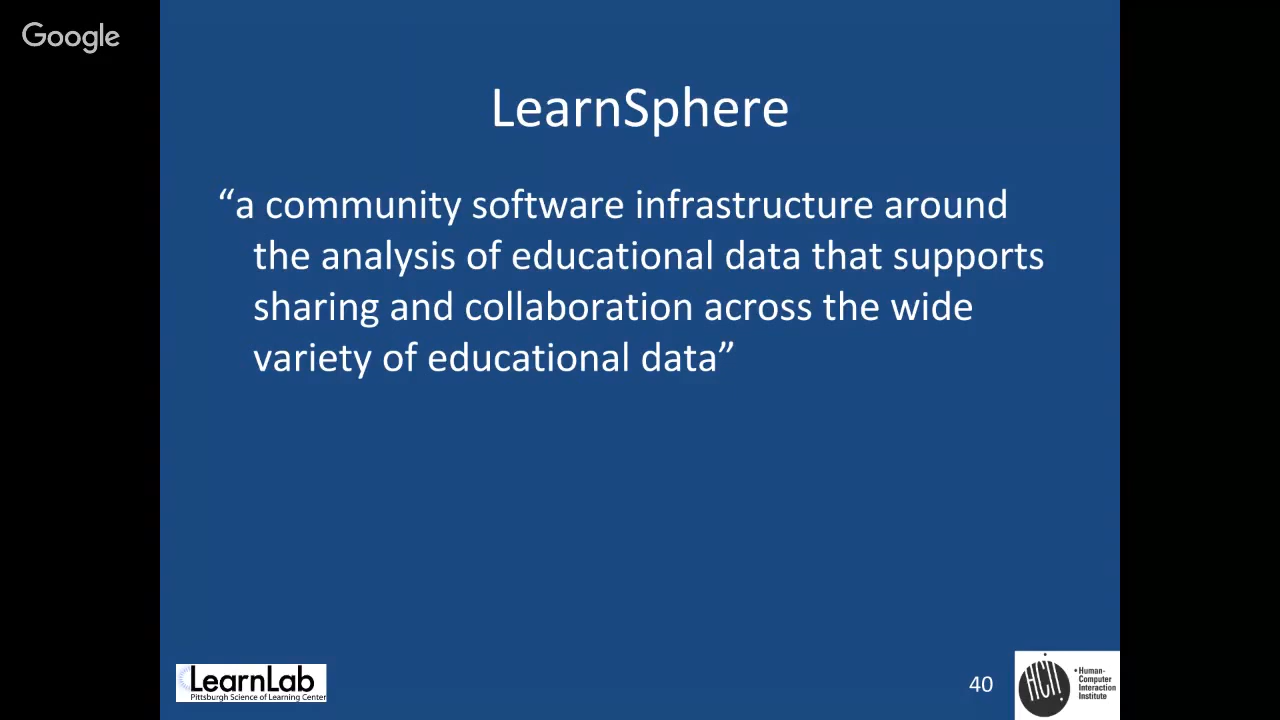 Google
LearnSphere
“a community software infrastructure around
the analysis of educational data that supports
sharing and collaboration across the wide
variety of educational data”
LearnLab
Pittsburgh Science of Learning Center
40
HCII
• Human-
Computer
Interaction
Institute